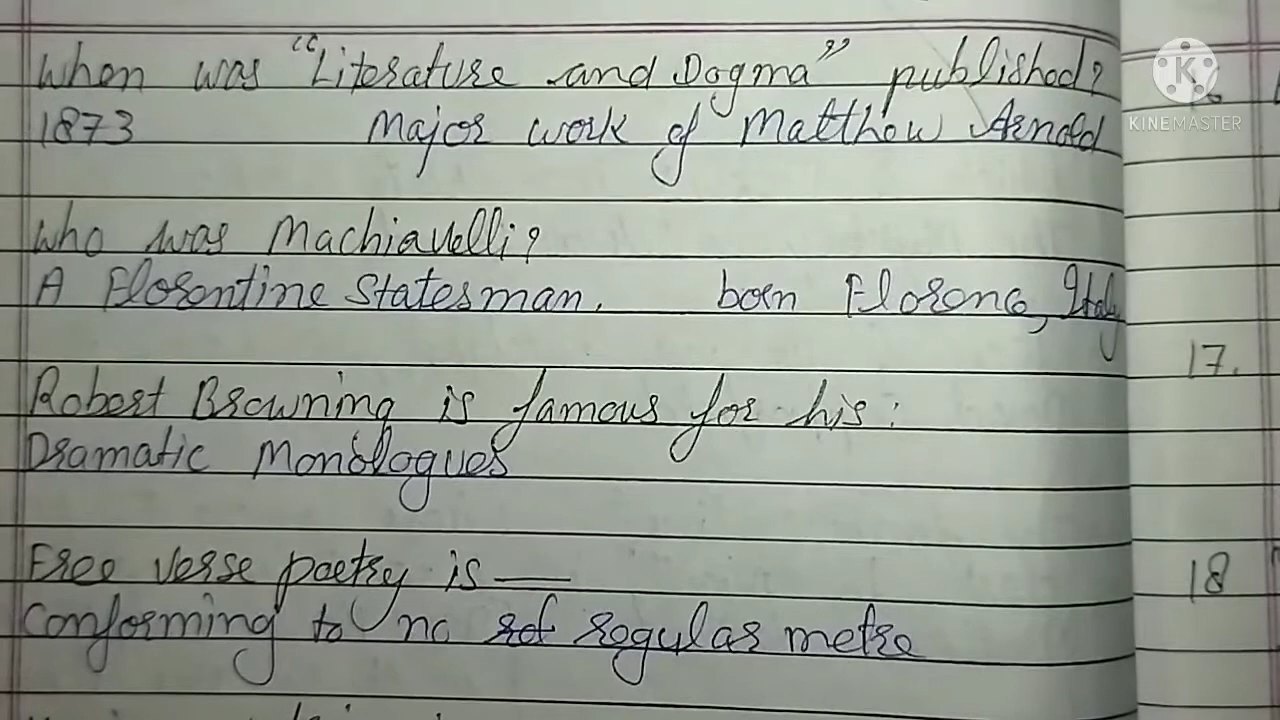 When was "Literature and Dogma" published?
1873 Major work of Matthew Arnold
Who was Machiavelli?
A Florentine Statesman. born Florence, Italy
Robert Browning is famous for his:
Dramatic Monologues
Free verse poetry is —
Conforming to no set regular metre
17.
18
K
KINEMASTER